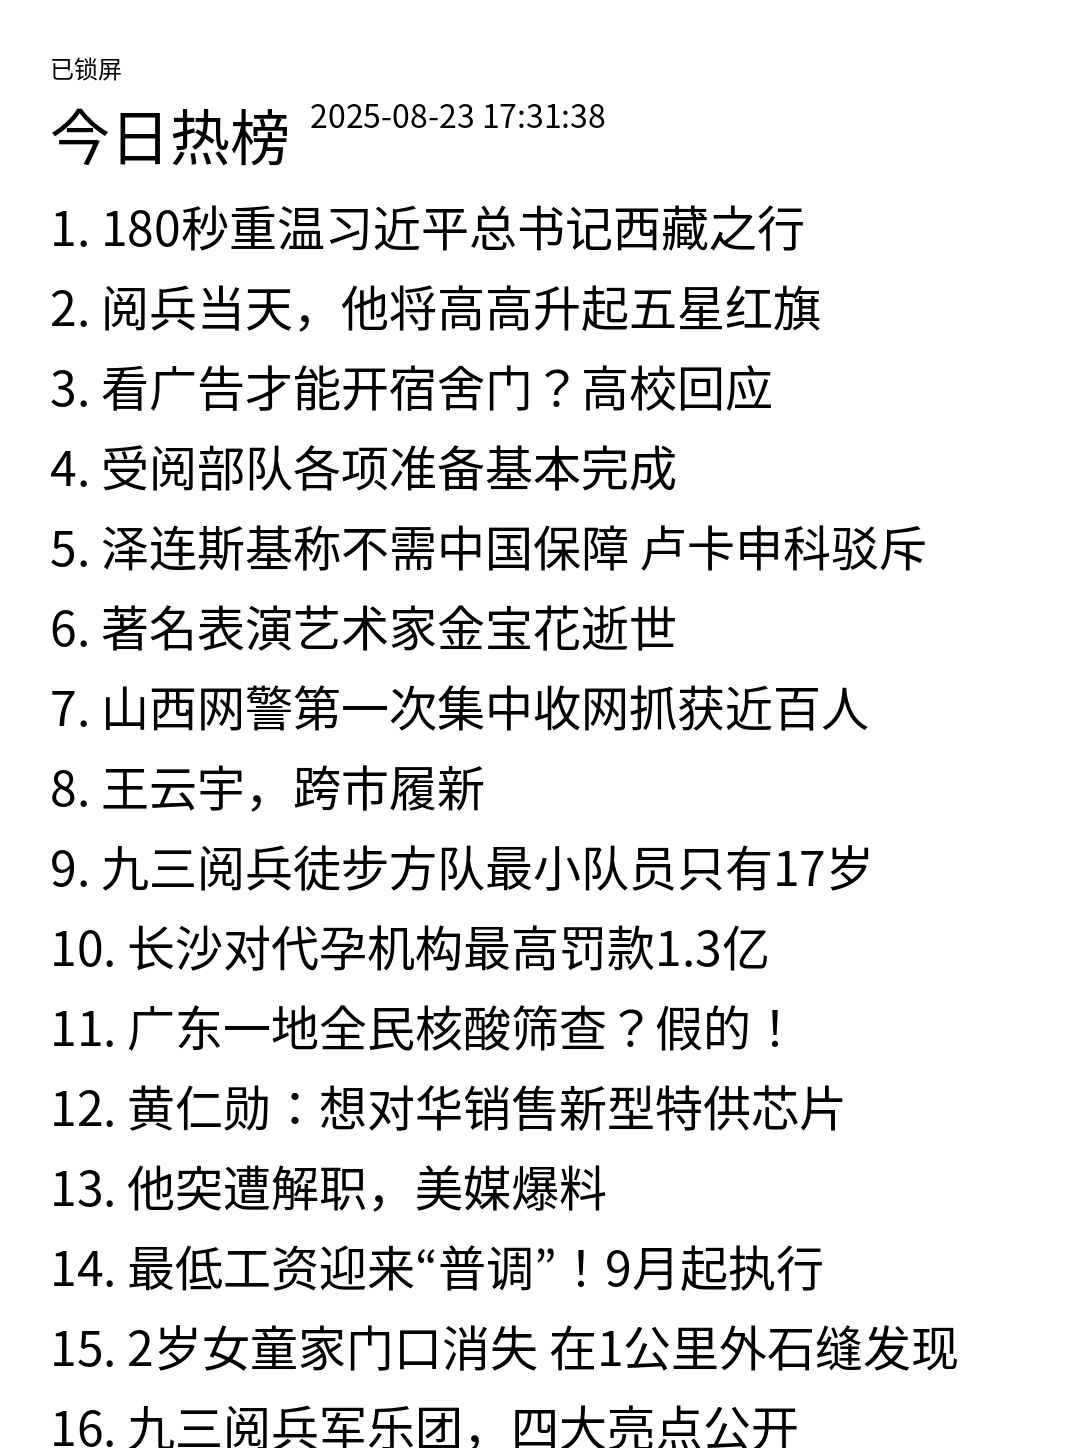 已锁屏
今日热榜 2025-08-23 17:31:38
1. 180秒重温习近平总书记西藏之行
2. 阅兵当天，他将高高升起五星红旗
3. 看广告才能开宿舍门？高校回应
4. 受阅部队各项准备基本完成
5. 泽连斯基称不需中国保障 卢卡申科驳斥
6. 著名表演艺术家金宝花逝世
7. 山西网警第一次集中收网抓获近百人
8. 王云宇，跨市履新
9. 九三阅兵徒步方队最小队员只有17岁
10. 长沙对代孕机构最高罚款1.3亿
11. 广东一地全民核酸筛查？假的！
12. 黄仁勋：想对华销售新型特供芯片
13. 他突遭解职，美媒爆料
14. 最低工资迎来“普调”！9月起执行
15. 2岁女童家门口消失 在1公里外石缝发现
16. 九三阅兵军乐团，四大亮点公开